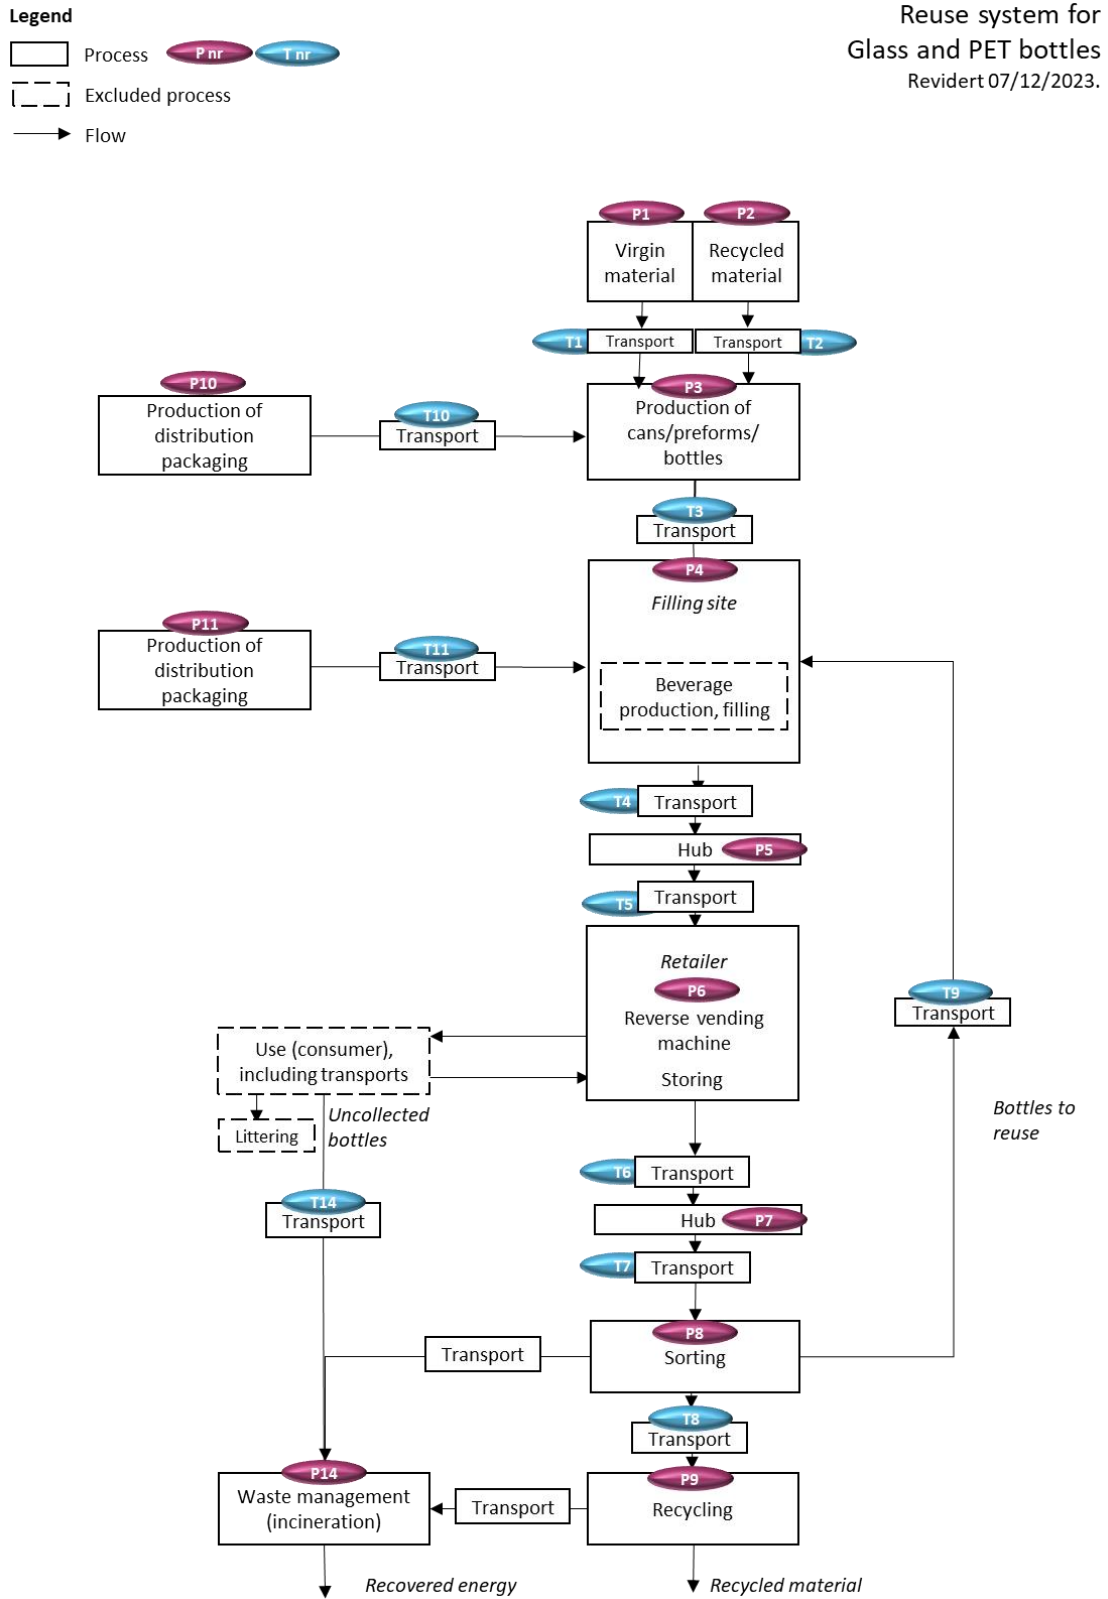 Legend
Process
P nr
T nr
Excluded process
Flow
Reuse system for
Glass and PET bottles
Revidert 07/12/2023.
P1
P2
Virgin
material
Recycled
material
T1
Transport
Transport
T2
P10
Production of
distribution
packaging
T10
Transport
P3
Production of
cans/preforms/
bottles
T3
Transport
P4
Filling site
P11
Production of
distribution
packaging
T11
Transport
Beverage
production, filling
T4
Transport
Hub
P5
T5
Transport
Retailer
P6
Reverse vending
machine
Storing
T9
Transport
Use (consumer),
including transports
Uncollected
bottles
Littering
Bottles to
reuse
T6
Transport
T14
Transport
Hub
P7
T7
Transport
P8
Sorting
Transport
T8
Transport
P14
Waste management
(incineration)
Transport
P9
Recycling
Recovered energy
Recycled material